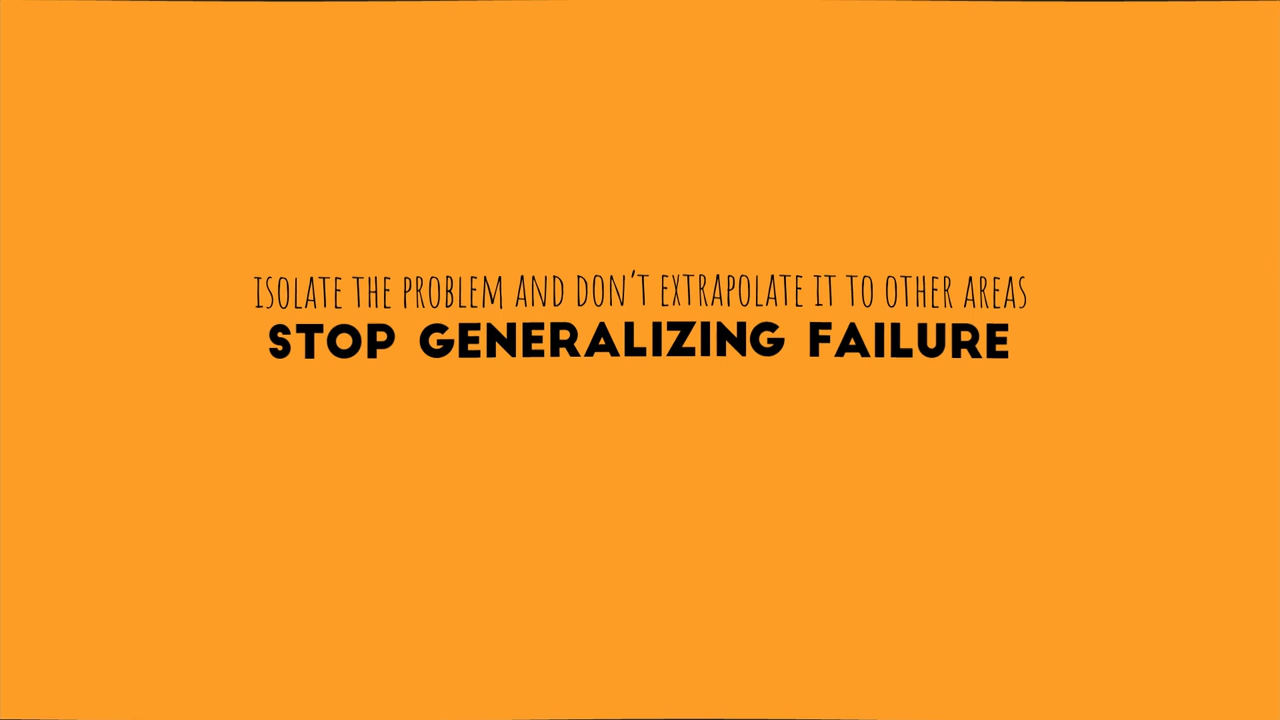 ISOLATE THE PROBLEM AND DON'T EXTRAPOLATE IT TO OTHER AREAS
STOP GENERALIZING FAILURE